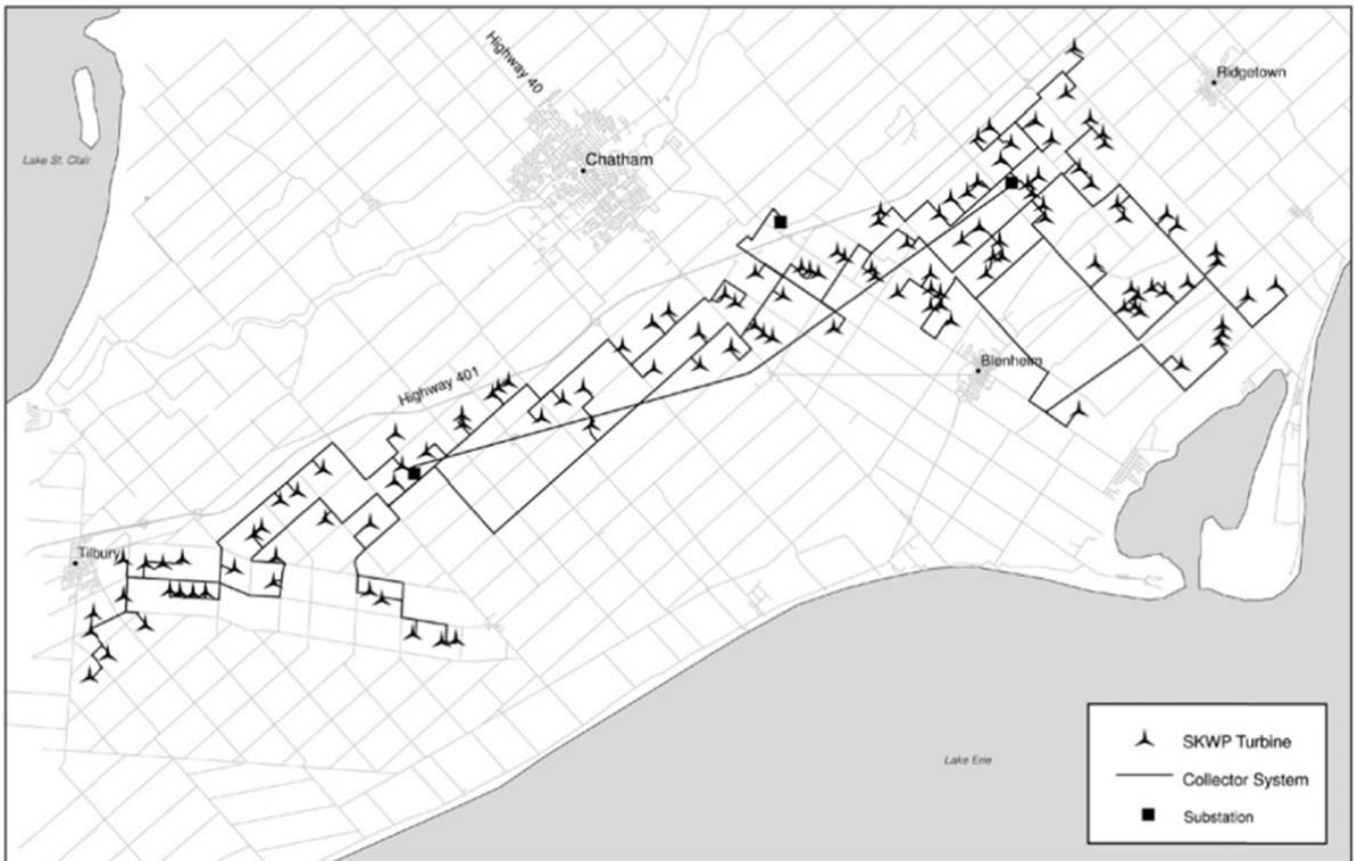 Highway 40
Ridgetown
Chatham
Lake St. Clair
Highway 401
Blenheim
Tilbury
Lake Erie
SKWP Turbine
Collector System
Substation